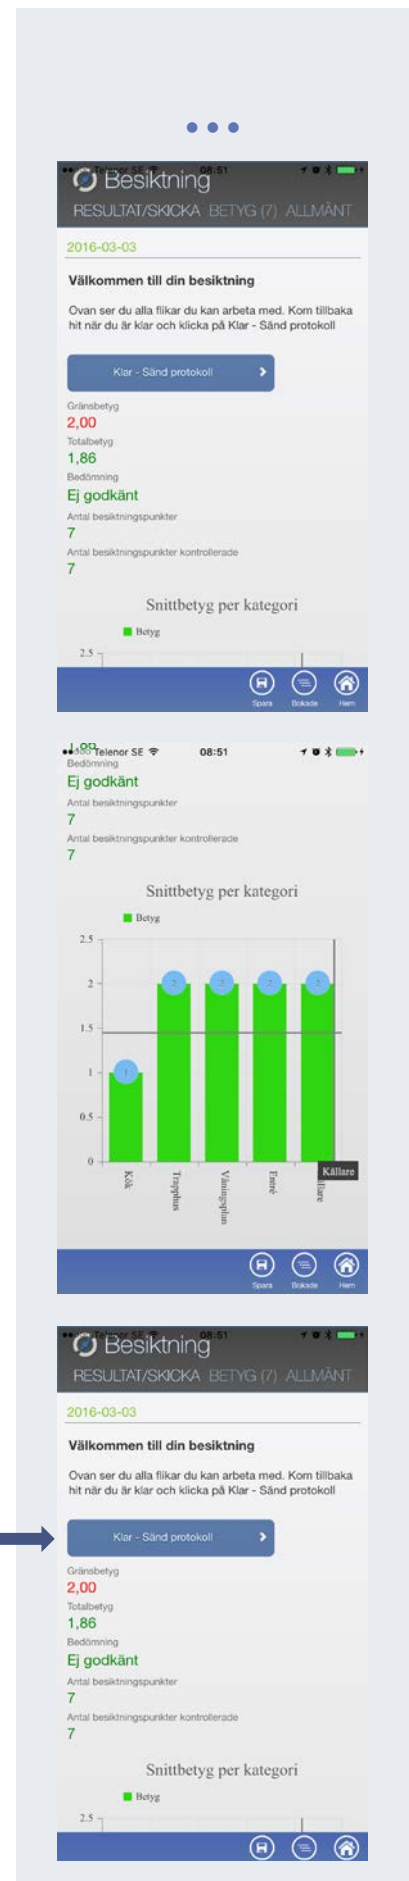 Telenor SE 08:51
Besiktning
RESULTAT/SKICKA BETYG (7) ALLMÄNT
2016-03-03
Välkommen till din besiktning
Ovan ser du alla flikar du kan arbeta med. Kom tillbaka
hit när du är klar och klicka på Klar - Sänd protokoll
Klar - Sänd protokoll
Gränsbetyg
2,00
Totalbetyg
1,86
Bedömning
Ej godkänt
Antal besiktningspunkter
7
Antal besiktningspunkter kontrollerade
7
Snittbetyg per kategori
Betyg
2.5
Spara Bokade Hem
Telenor SE 08:51
Bedömning
Ej godkänt
Antal besiktningspunkter
7
Antal besiktningspunkter kontrollerade
7
Snittbetyg per kategori
Betyg
2.5
2
1.5
1
0.5
0
1 2 2 2 2
Kök Trapphus Våningsplan Entré Källare
Källare
Spara Bokade Hem
Telenor SE 08:51
Besiktning
RESULTAT/SKICKA BETYG (7) ALLMÄNT
2016-03-03
Välkommen till din besiktning
Ovan ser du alla flikar du kan arbeta med. Kom tillbaka
hit när du är klar och klicka på Klar - Sänd protokoll
Klar - Sänd protokoll
Gränsbetyg
2,00
Totalbetyg
1,86
Bedömning
Ej godkänt
Antal besiktningspunkter
7
Antal besiktningspunkter kontrollerade
7
Snittbetyg per kategori
Betyg
2.5